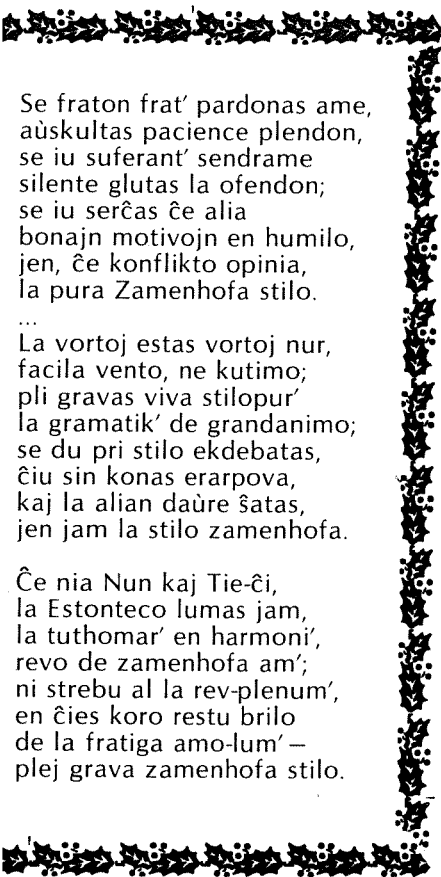 Se fraton frat′ pardonas ame,
aùskultas pacience plendon,
se iu suferant′ sendrame
silente glutas la ofendon;
se iu serĉas ĉe alia
bonajn motivojn en humilo,
jen, ĉe konflikto opinia,
la pura Zamenhofa stilo.
...
La vortoj estas vortoj nur,
facila vento, ne kutimo;
pli gravas viva stilopur′
la gramatik′ de grandanimo;
se du pri stilo ekdebatas,
ĉiu sin konas erarpova,
kaj la alian daùre ŝatas,
jen jam la stilo zamenhofa.
Ĉe nia Nun kaj Tie-ĉi,
la Estonteco lumas jam,
la tuthomar′ en harmoni′,
revo de zamenhofa am′;
ni strebu al la rev-plenum′,
en ĉies koro restu brilo
de la fratiga amo-lum′ —
plej grava zamenhofa stilo.